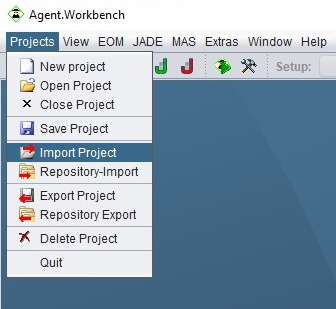 Agent.Workbench
Projects View EOM JADE MAS Extras Window Help
Setup:
New project
Open Project
Close Project
Save Project
Import Project
Repository-Import
Export Project
Repository Export
Delete Project
Quit